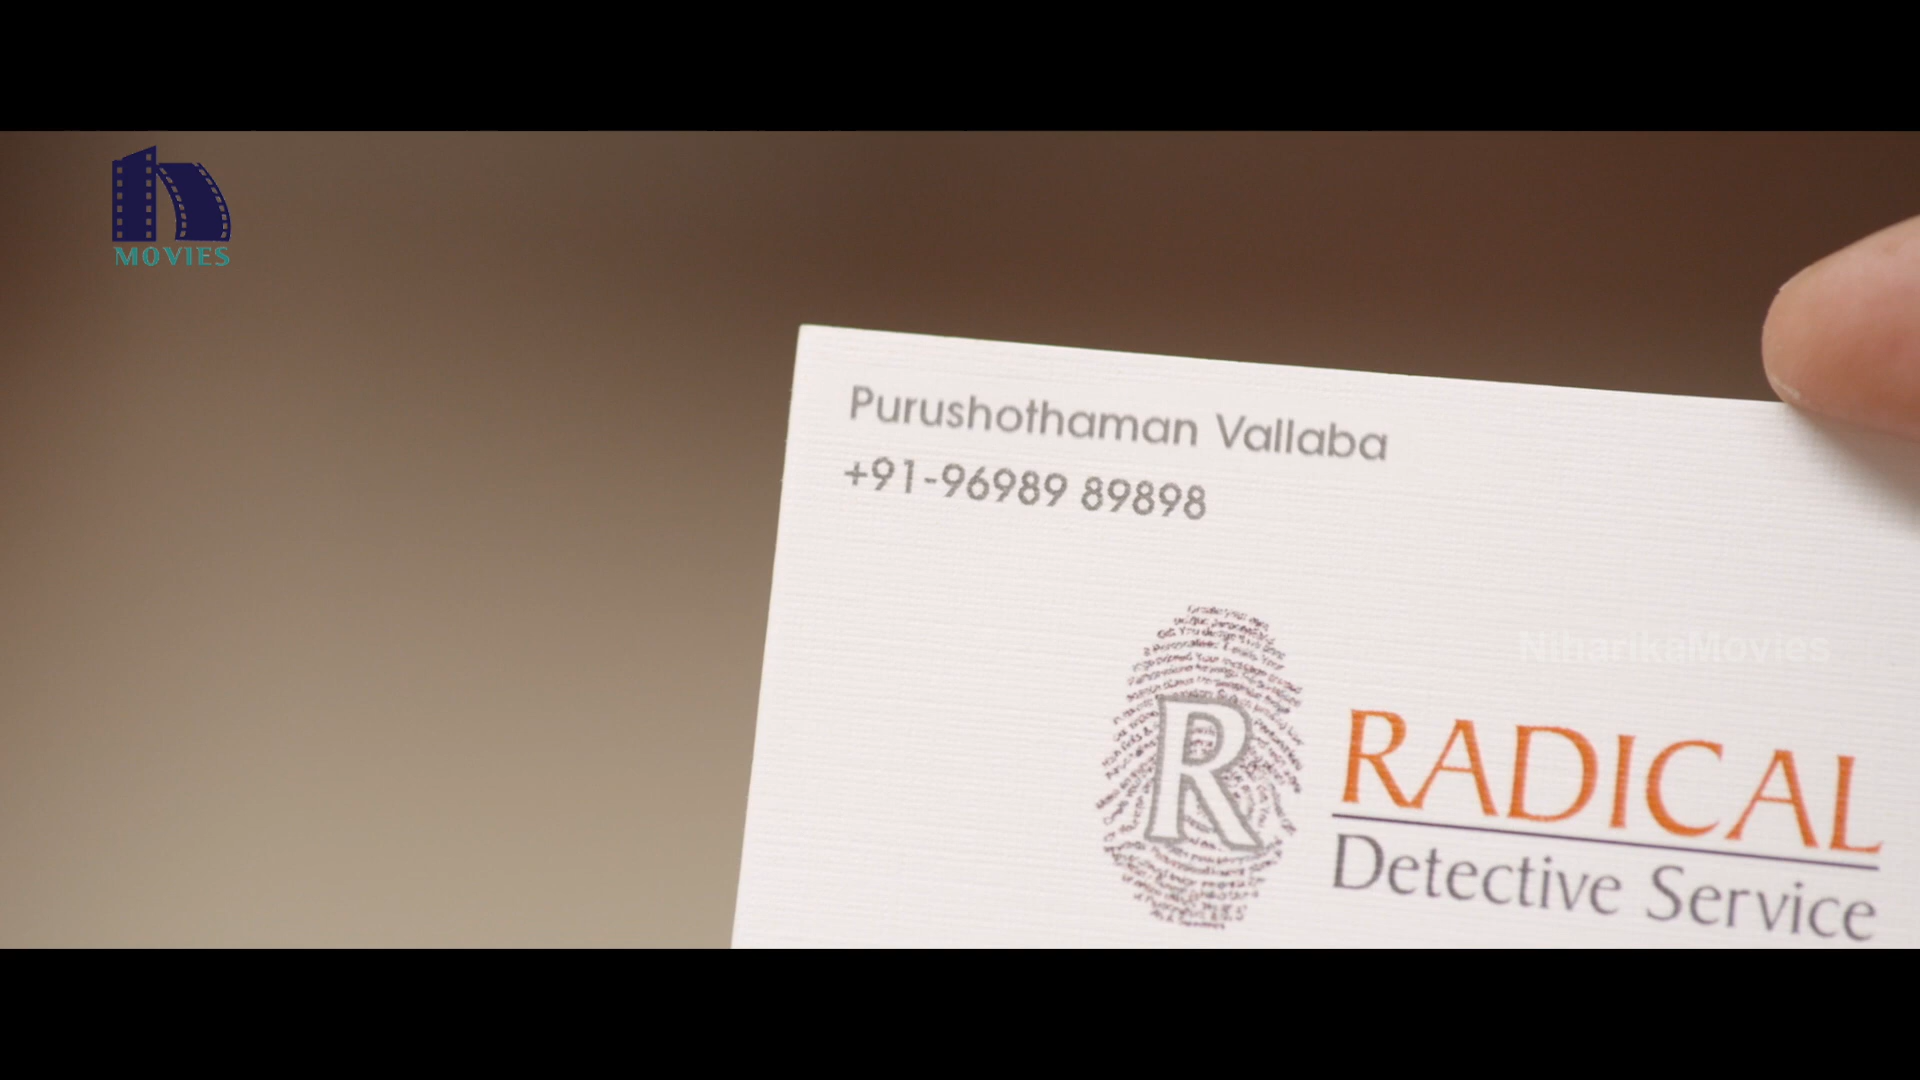 MOVIES
Purushothaman Vallaba
+91-96989 89898
NiharikaMovies
R
RADICAL
Detective Service